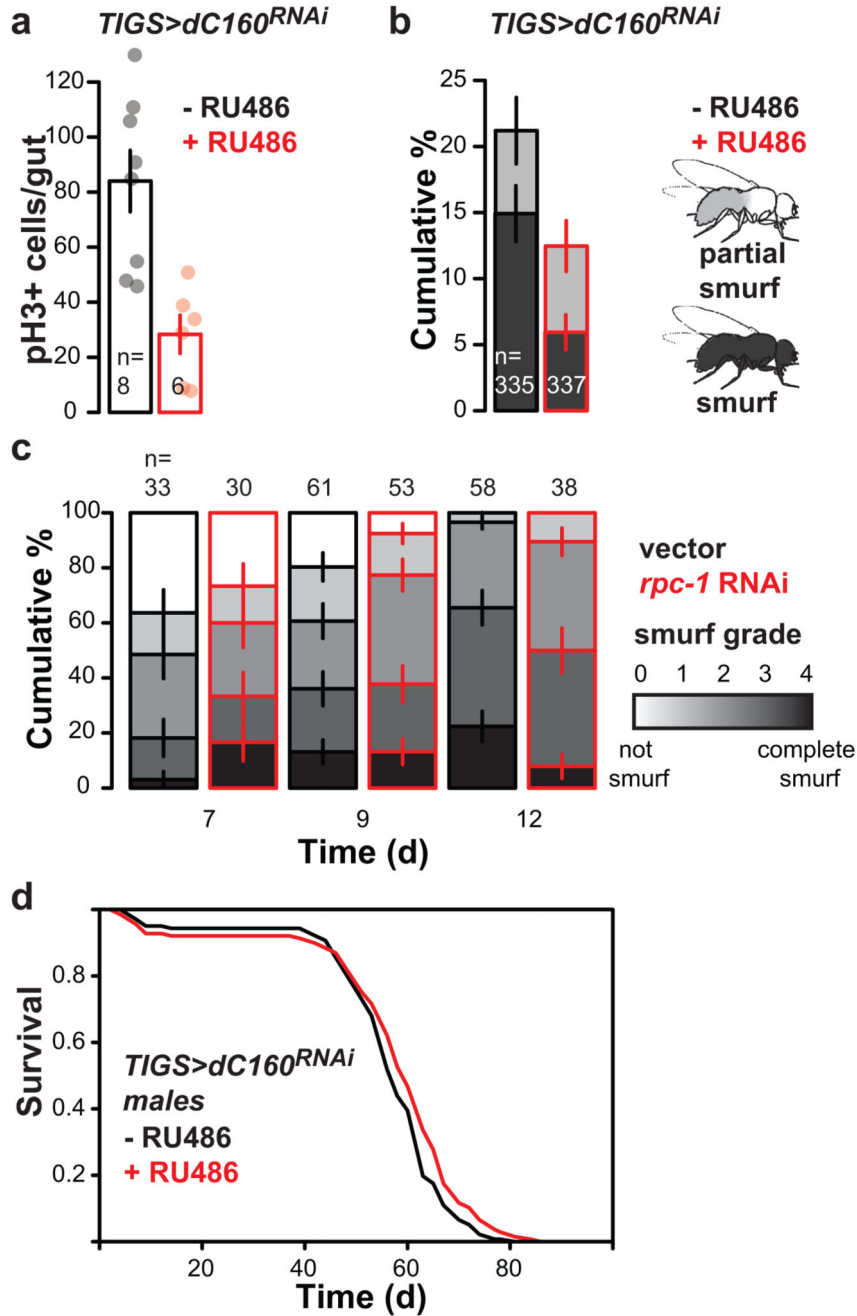 a
TIGS>dC160RNAi
pH3+ cells/gut
120
100
80
60
40
20
0
- RU486
+ RU486
n=
8
6
b
TIGS>dC160RNAi
Cumulative %
25
20
15
10
5
0
n=
335
337
- RU486
+ RU486
partial
smurf
smurf
c
n=
33 30 61 53 58 38
Cumulative %
100
80
60
40
20
0
7 9 12
Time (d)
vector
rpc-1 RNAi
smurf grade
0 1 2 3 4
not
smurf
complete
smurf
d
Survival
0.8
0.6
0.4
0.2
TIGS>dC160RNAi
males
- RU486
+ RU486
20 40 60 80
Time (d)